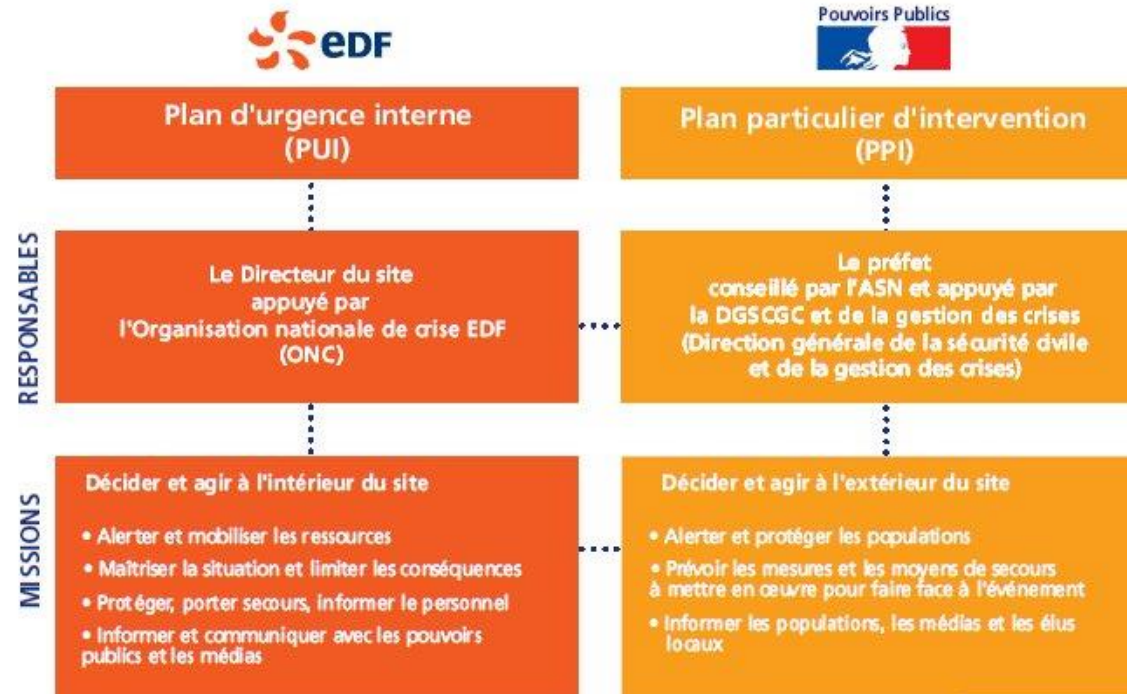 edf
Pouvoirs Publics
Plan d'urgence interne
(PUI)
Plan particulier d'intervention
(PPI)
RESPONSABLES
Le Directeur du site
appuyé par
l'Organisation nationale de crise EDF
(ONC)
Le préfet
conseillé par l'ASN et appuyé par
la DGSCGC et de la gestion des crises
(Direction générale de la sécurité civile
et de la gestion des crises)
MISSIONS
Décider et agir à l'intérieur du site
• Alerter et mobiliser les ressources
• Maîtriser la situation et limiter les conséquences
• Protéger, porter secours, informer le personnel
• Informer et communiquer avec les pouvoirs
publics et les médias
Décider et agir à l'extérieur du site
• Alerter et protéger les populations
• Prévoir les mesures et les moyens de secours
à mettre en œuvre pour faire face à l'événement
• Informer les populations, les médias et les élus
locaux